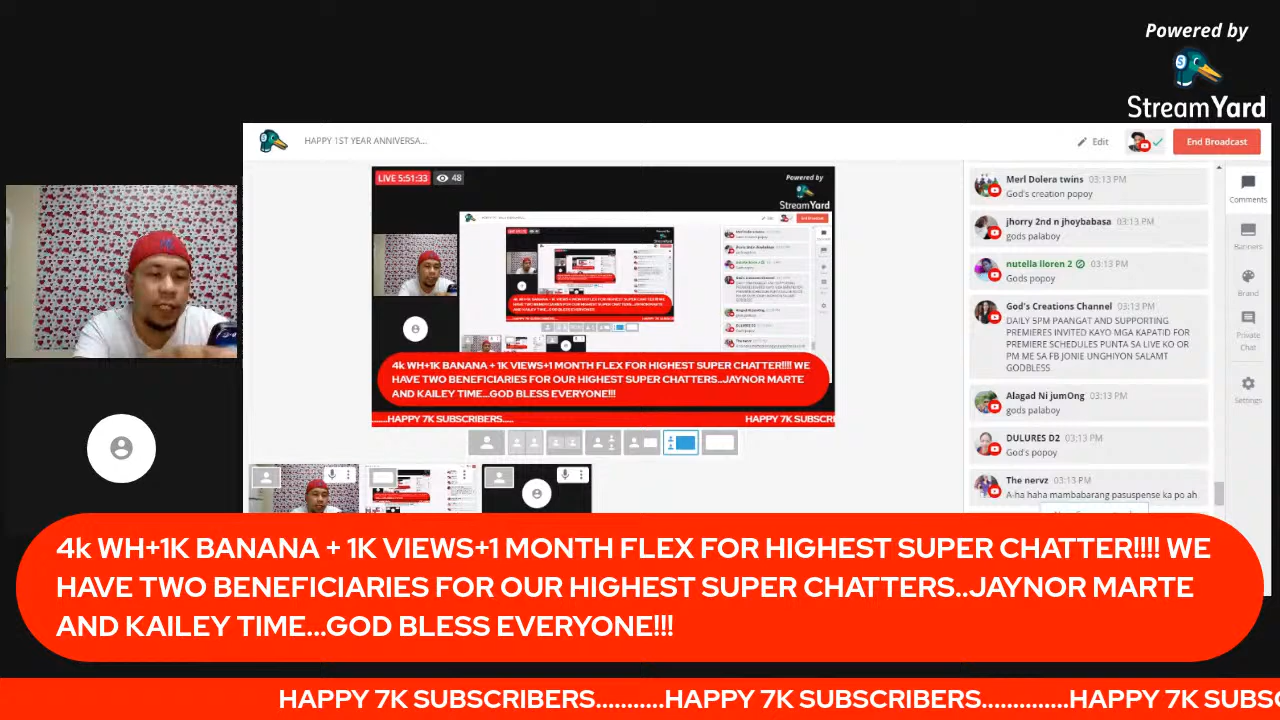 Powered by
StreamYard
HAPPY 1ST YEAR ANNIVERSA...
Edit
End Broadcast
LIVE 5:51:33
48
Powered by
StreamYard
End Broadcast
4k WH+1K BANANA + 1K VIEWS+1 MONTH FLEX FOR HIGHEST SUPER CHATTER!!!! WE
HAVE TWO BENEFICIARIES FOR OUR HIGHEST SUPER CHATTERS..JAYNOR MARTE
AND KAILEY TIME...GOD BLESS EVERYONE!!!
......HAPPY 7K SUBSCRIBERS.....
HAPPY 7K SUBSCRIBER
Merl Dolera twins 03:13 PM
God's creation popoy
jhorry 2nd n jhoybabasa 03:13 PM
gods palaboy
nutella lloren 2 03:13 PM
Gods popoy
God's Creations Channel 03:13 PM
DAILY 5PM PAANGAT AND SUPPORTING
PREMIERES INVITED KAYO MGA KAPATID FOR
PREMIERE SCHEDULES PUNTA SA LIVE KO OR
PM ME SA FB JONIE UNGHIYON SALAMT
GODBLESS
Alagad Ni jumOng 03:13 PM
gods palaboy
DULURES D2 03:13 PM
God's popoy
The nervz 03:13 PM
A-ha haha mambabarang pasuspense ka po ah
Comments
Banners
Brand
Private
Chat
Settings
4k WH+1K BANANA + 1K VIEWS+1 MONTH FLEX FOR HIGHEST SUPER CHATTER!!!! WE
HAVE TWO BENEFICIARIES FOR OUR HIGHEST SUPER CHATTERS..JAYNOR MARTE
AND KAILEY TIME...GOD BLESS EVERYONE!!!
HAPPY 7K SUBSCRIBERS...........HAPPY 7K SUBSCRIBERS..............HAPPY 7K SUBS